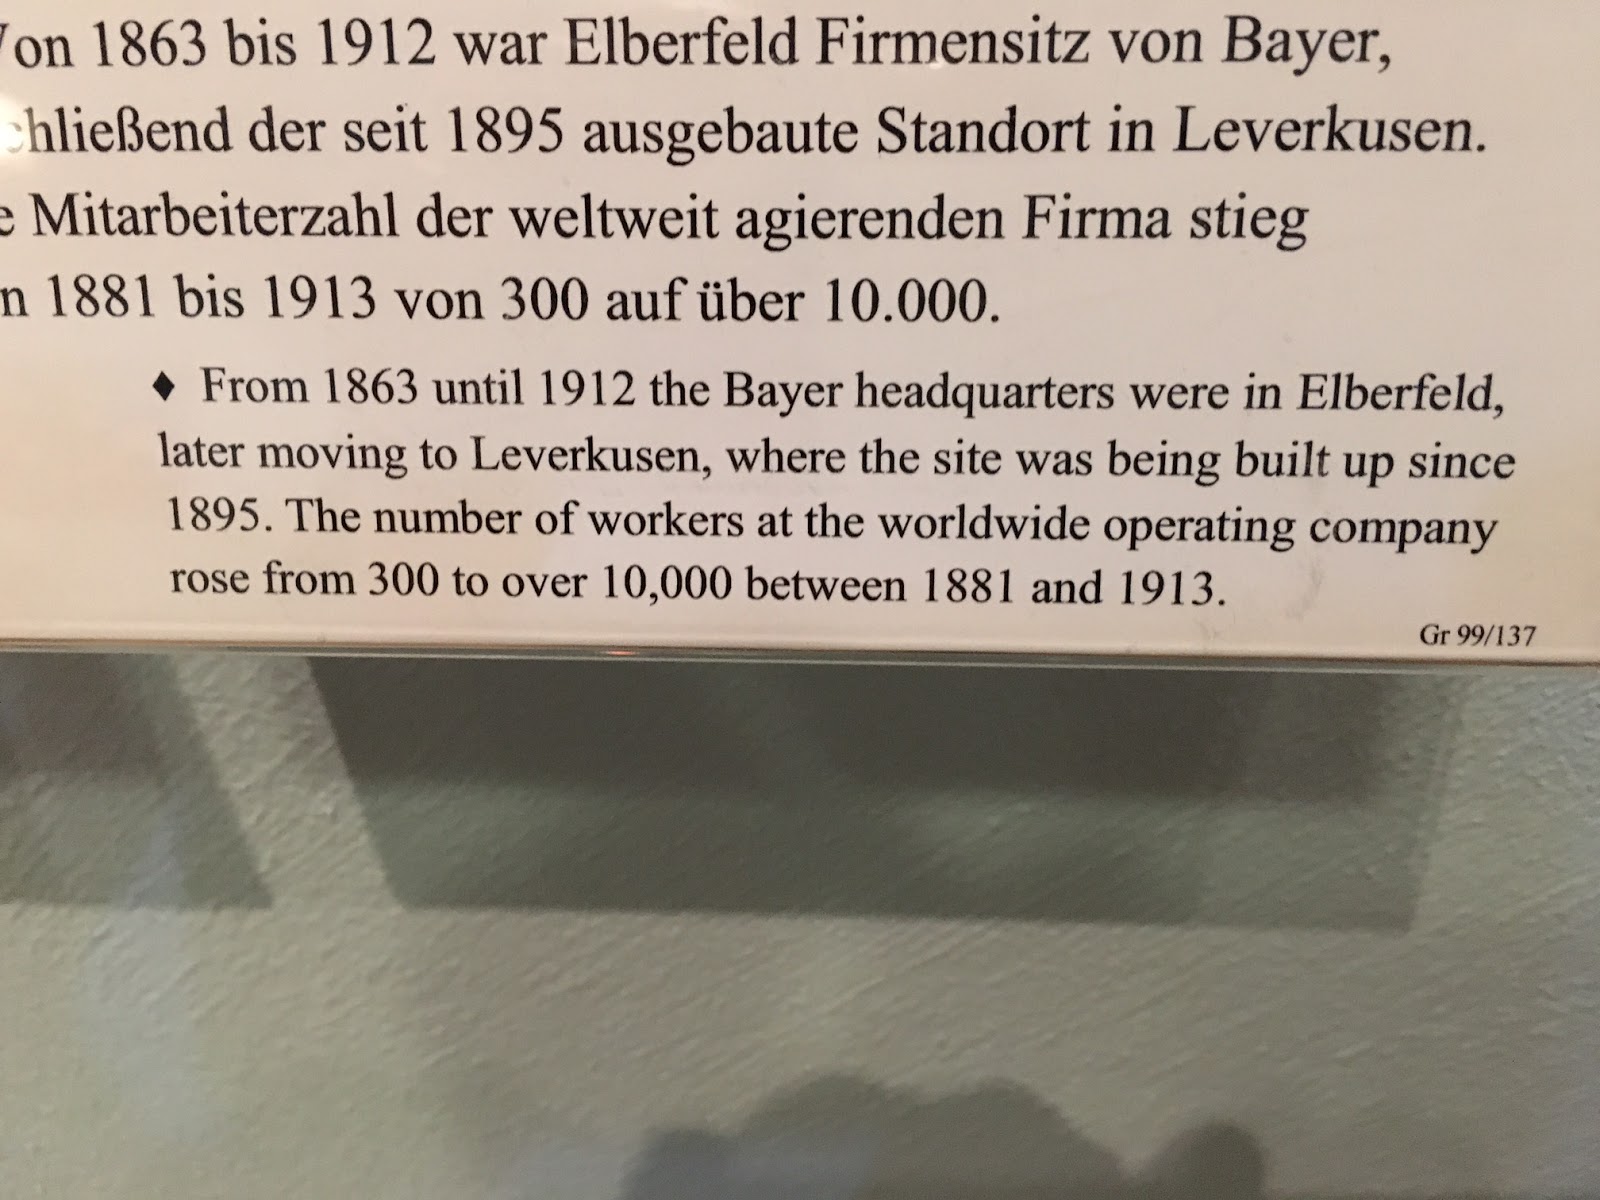 Von 1863 bis 1912 war Elberfeld Firmensitz von Bayer,
chließend der seit 1895 ausgebaute Standort in Leverkusen.
e Mitarbeiterzahl der weltweit agierenden Firma stieg
n 1881 bis 1913 von 300 auf über 10.000.
♦ From 1863 until 1912 the Bayer headquarters were in Elberfeld,
later moving to Leverkusen, where the site was being built up since
1895. The number of workers at the worldwide operating company
rose from 300 to over 10,000 between 1881 and 1913.
Gr 99/137